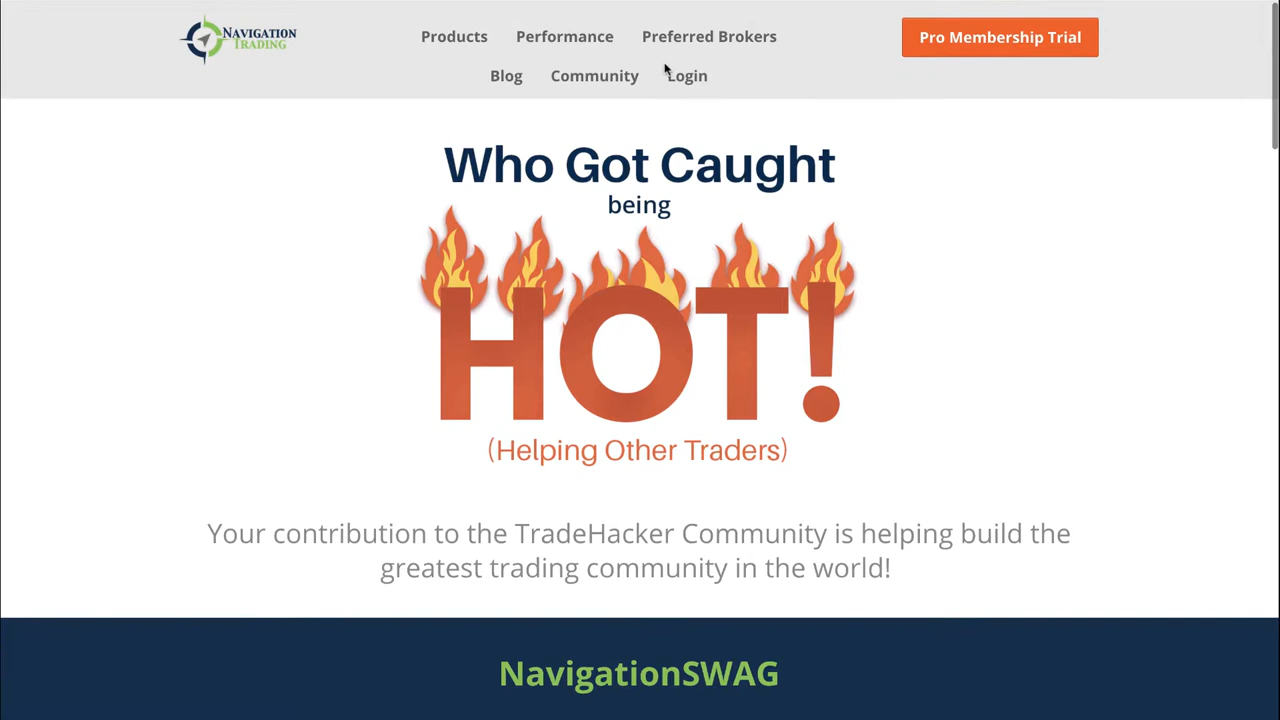 NAVIGATION
TRADING
Products Performance Preferred Brokers
Pro Membership Trial
Blog Community Login
Who Got Caught
being
HOT!
(Helping Other Traders)
Your contribution to the TradeHacker Community is helping build the
greatest trading community in the world!
NavigationSWAG